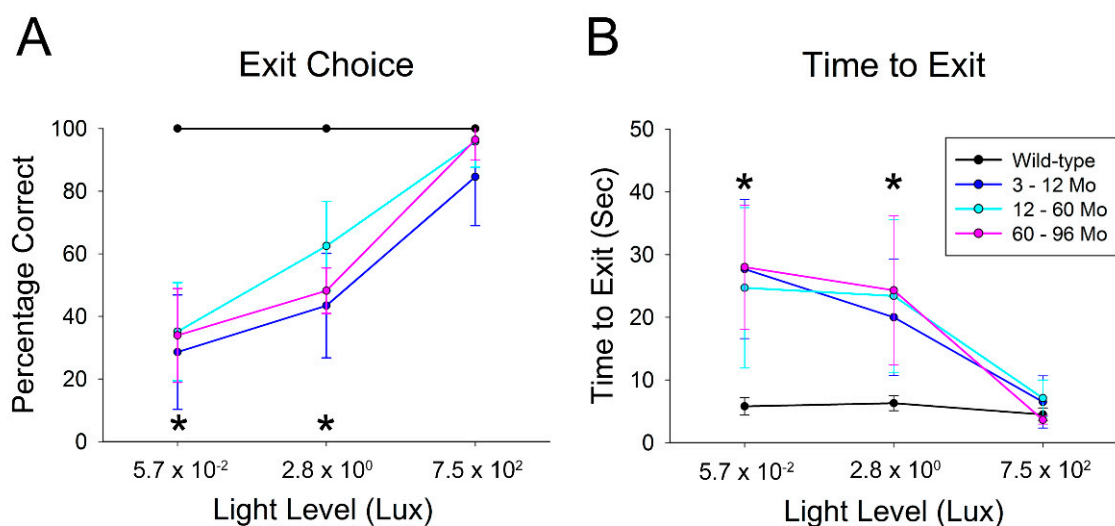 A
Exit Choice
Percentage Correct
100
80
60
40
20
0
*
*
5.7 x 10⁻²
2.8 x 10⁰
7.5 x 10²
Light Level (Lux)
B
Time to Exit
Time to Exit (Sec)
50
40
30
20
10
0
*
*
Wild-type
3 - 12 Mo
12 - 60 Mo
60 - 96 Mo
5.7 x 10⁻²
2.8 x 10⁰
7.5 x 10²
Light Level (Lux)